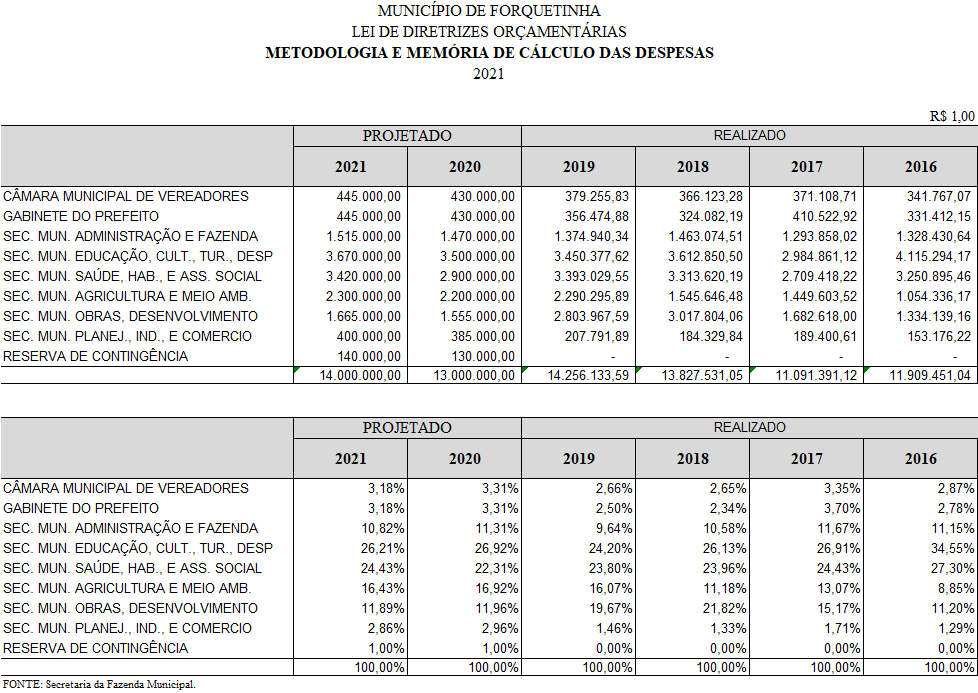 MUNICÍPIO DE FORQUETINHA
LEI DE DIRETRIZES ORÇAMENTÁRIAS
METODOLOGIA E MEMÓRIA DE CÁLCULO DAS DESPESAS
2021
R$ 1,00
PROJETADO REALIZADO
2021 2020 2019 2018 2017 2016
CÂMARA MUNICIPAL DE VEREADORES 445.000,00 430.000,00 379.255,83 366.123,28 371.108,71 341.767,07
GABINETE DO PREFEITO 445.000,00 430.000,00 356.474,88 324.082,19 410.522,92 331.412,15
SEC. MUN. ADMINISTRAÇÃO E FAZENDA 1.515.000,00 1.470.000,00 1.374.940,34 1.463.074,51 1.293.858,02 1.328.430,64
SEC. MUN. EDUCAÇÃO, CULT., TUR., DESP 3.670.000,00 3.500.000,00 3.450.377,62 3.612.850,50 2.984.861,12 4.115.294,17
SEC. MUN. SAÚDE, HAB., E ASS. SOCIAL 3.420.000,00 2.900.000,00 3.393.029,55 3.313.620,19 2.709.418,22 3.250.895,46
SEC. MUN. AGRICULTURA E MEIO AMB. 2.300.000,00 2.200.000,00 2.290.295,89 1.545.646,48 1.449.603,52 1.054.336,17
SEC. MUN. OBRAS, DESENVOLVIMENTO 1.665.000,00 1.555.000,00 2.803.967,59 3.017.804,06 1.682.618,00 1.334.139,16
SEC. MUN. PLANEJ., IND., E COMERCIO 400.000,00 385.000,00 207.791,89 184.329,84 189.400,61 153.176,22
RESERVA DE CONTINGÊNCIA 140.000,00 130.000,00 - - - -
14.000.000,00 13.000.000,00 14.256.133,59 13.827.531,05 11.091.391,12 11.909.451,04
PROJETADO REALIZADO
2021 2020 2019 2018 2017 2016
CÂMARA MUNICIPAL DE VEREADORES 3,18% 3,31% 2,66% 2,65% 3,35% 2,87%
GABINETE DO PREFEITO 3,18% 3,31% 2,50% 2,34% 3,70% 2,78%
SEC. MUN. ADMINISTRAÇÃO E FAZENDA 10,82% 11,31% 9,64% 10,58% 11,67% 11,15%
SEC. MUN. EDUCAÇÃO, CULT., TUR., DESP 26,21% 26,92% 24,20% 26,13% 26,91% 34,55%
SEC. MUN. SAÚDE, HAB., E ASS. SOCIAL 24,43% 22,31% 23,80% 23,96% 24,43% 27,30%
SEC. MUN. AGRICULTURA E MEIO AMB. 16,43% 16,92% 16,07% 11,18% 13,07% 8,85%
SEC. MUN. OBRAS, DESENVOLVIMENTO 11,89% 11,96% 19,67% 21,82% 15,17% 11,20%
SEC. MUN. PLANEJ., IND., E COMERCIO 2,86% 2,96% 1,46% 1,33% 1,71% 1,29%
RESERVA DE CONTINGÊNCIA 1,00% 1,00% 0,00% 0,00% 0,00% 0,00%
100,00% 100,00% 100,00% 100,00% 100,00% 100,00%
FONTE: Secretaria da Fazenda Municipal.